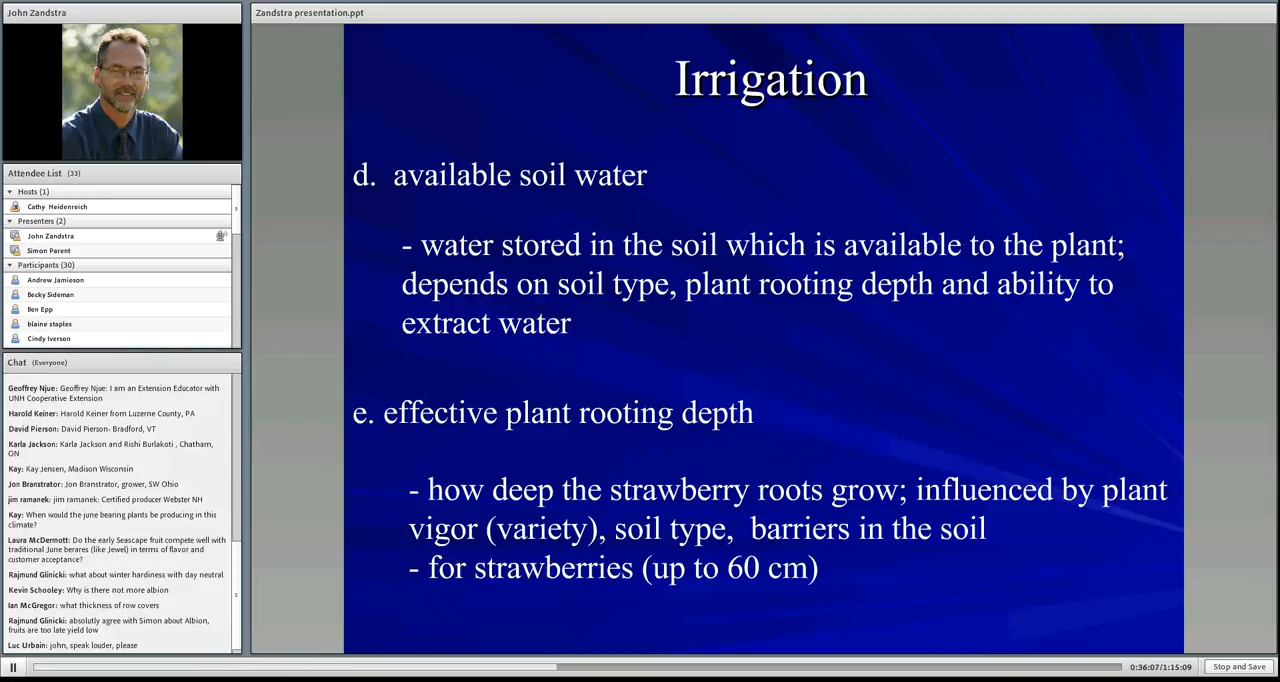 John Zandstra
Attendee List (33)
Hosts (1)
Cathy Heidenreich
Presenters (2)
John Zandstra
Simon Parent
Participants (30)
Andrew Jamieson
Becky Sideman
Ben Epp
blaine staples
Cindy Iverson
Chat (Everyone)
Geoffrey Njue: Geoffrey Njue: I am an Extension Educator with
UNH Cooperative Extension
Harold Keiner: Harold Keiner from Luzerne County, PA
David Pierson: David Pierson- Bradford, VT
Karla Jackson: Karla Jackson and Rishi Burlakoti , Chatham,
ON
Kay: Kay Jensen, Madison Wisconsin
Jon Branstrator: Jon Branstrator, grower, SW Ohio
jim ramanek: jim ramanek: Certified producer Webster NH
Kay: When would the june bearing plants be producing in this
climate?
Laura McDermott: Do the early Seascape fruit compete well with
traditional June berares (like Jewel) in terms of flavor and
customer acceptance?
Rajmund Glinicki: what about winter hardiness with day neutral
Kevin Schooley: Why is there not more albion
Ian McGregor: what thickness of row covers
Rajmund Glinicki: absolutly agree with Simon about Albion,
fruits are too late yield low
Luc Urbain: john, speak louder, please
Zandstra presentation.ppt
Irrigation
d. available soil water
- water stored in the soil which is available to the plant;
depends on soil type, plant rooting depth and ability to
extract water
e. effective plant rooting depth
- how deep the strawberry roots grow; influenced by plant
vigor (variety), soil type, barriers in the soil
- for strawberries (up to 60 cm)
0:36:07/1:15:09
Stop and Save